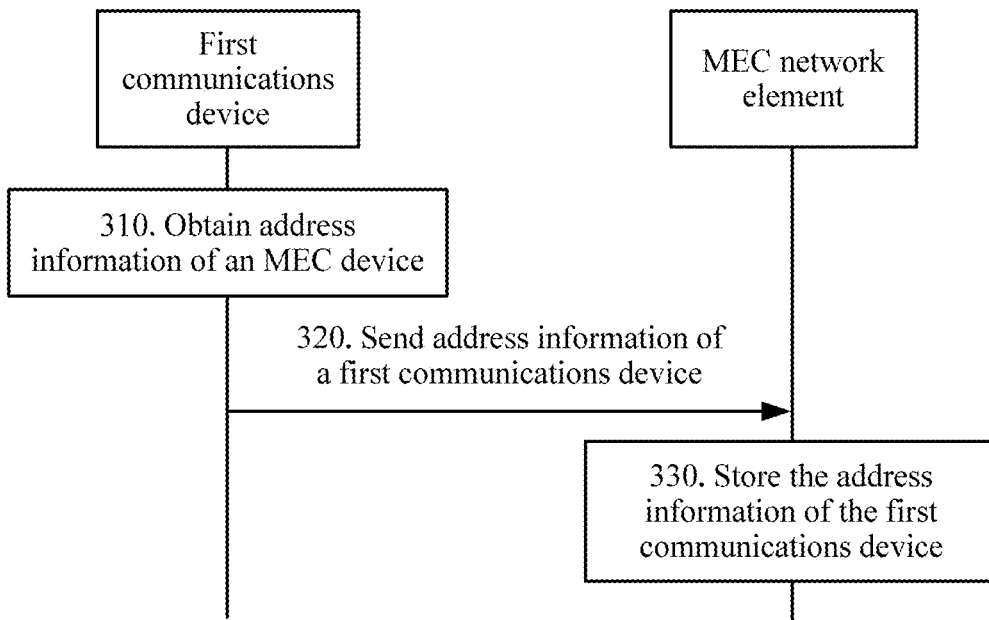 First
communications
device
MEC network
element
310. Obtain address
information of an MEC device
320. Send address information of
a first communications device
330. Store the address
information of the first
communications device